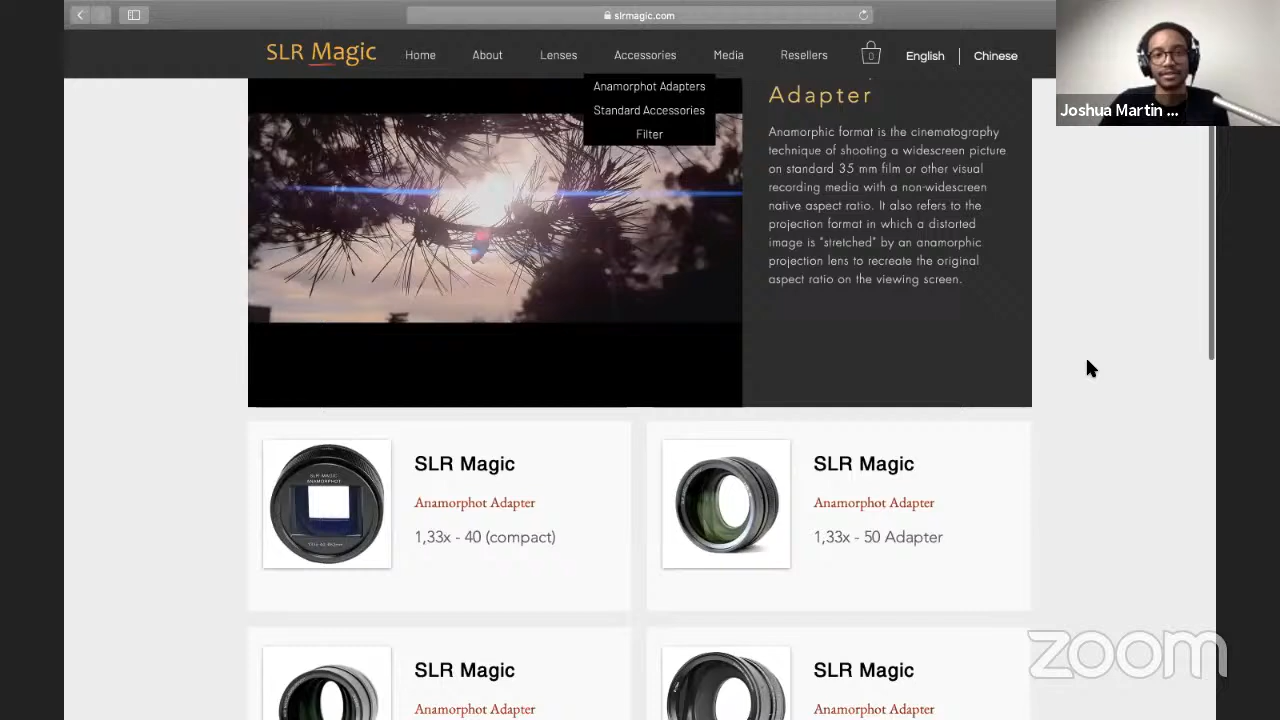 slrmagic.com
SLR Magic
Home
About
Lenses
Accessories
Media
Resellers
0
English
Chinese
Anamorphot Adapters
Standard Accessories
Filter
Joshua Martin ...
Adapter
Anamorphic format is the cinematography
technique of shooting a widescreen picture
on standard 35 mm film or other visual
recording media with a non-widescreen
native aspect ratio. It also refers to the
projection format in which a distorted
image is "stretched" by an anamorphic
projection lens to recreate the original
aspect ratio on the viewing screen.
SLR MAGIC
ANAMORPHOT
SLR Magic
Anamorphot Adapter
1,33x - 40 (compact)
SLR Magic
Anamorphot Adapter
1,33x - 50 Adapter
SLR Magic
Anamorphot Adapter
SLR Magic
Anamorphot Adapter
zoom